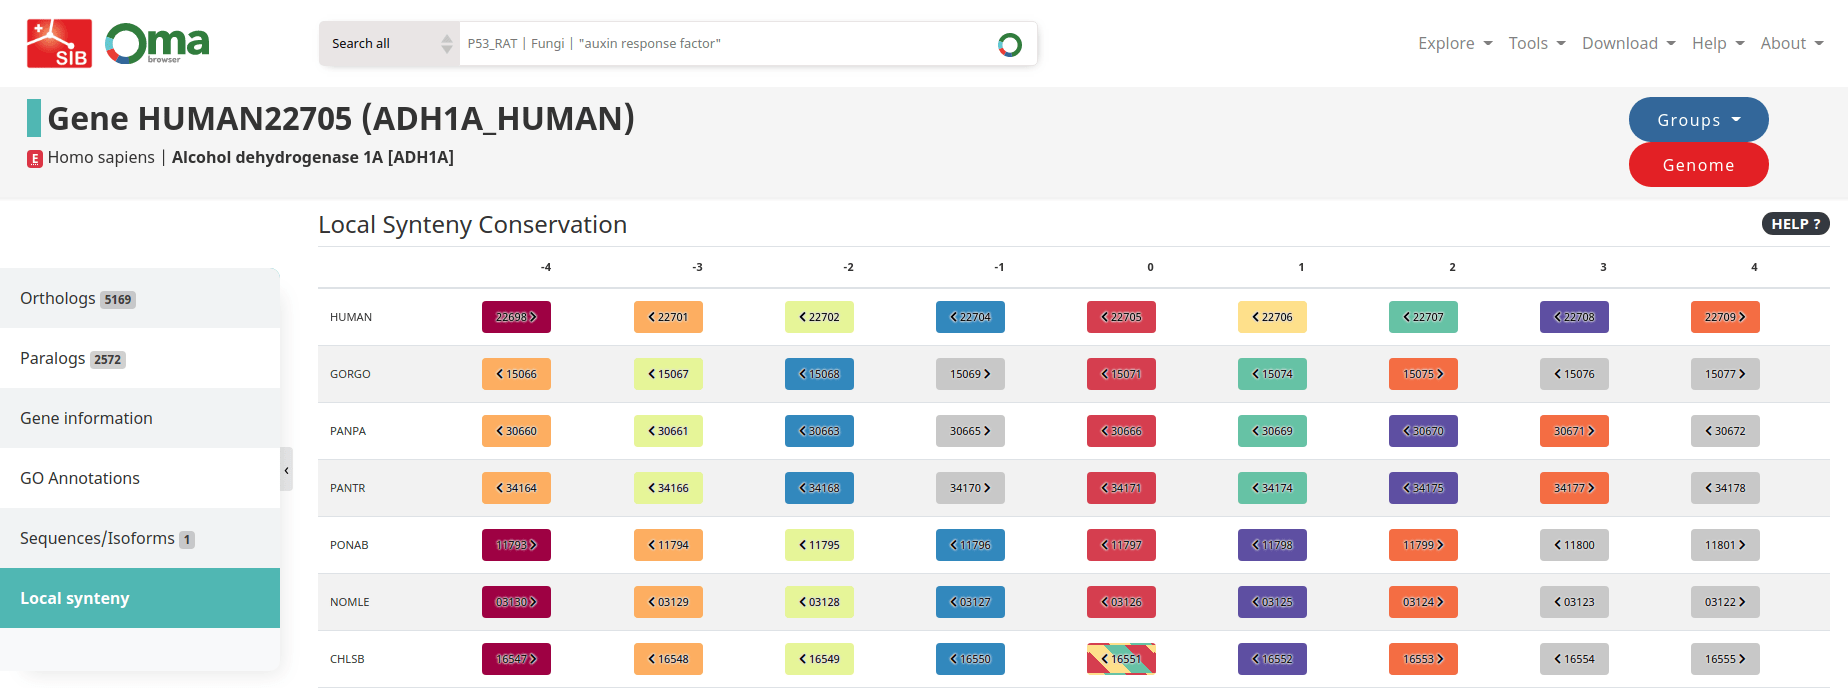 SIB
Oma
browser
Search all
P53_RAT | Fungi | "auxin response factor"
Explore
Tools
Download
Help
About
Gene HUMAN22705 (ADH1A_HUMAN)
E Homo sapiens | Alcohol dehydrogenase 1A [ADH1A]
Groups
Genome
Orthologs 5169
Paralogs 2572
Gene information
GO Annotations
Sequences/Isoforms 1
Local synteny
‹
Local Synteny Conservation
HELP ?
-4 -3 -2 -1 0 1 2 3 4
HUMAN 22698 > < 22701 < 22702 < 22704 < 22705 < 22706 < 22707 < 22708 22709 >
GORGO < 15066 < 15067 < 15068 15069 > < 15071 < 15074 15075 > < 15076 15077 >
PANPA < 30660 < 30661 < 30663 30665 > < 30666 < 30669 < 30670 30671 > < 30672
PANTR < 34164 < 34166 < 34168 34170 > < 34171 < 34174 < 34175 34177 > < 34178
PONAB 11793 > < 11794 < 11795 < 11796 < 11797 < 11798 11799 > < 11800 11801 >
NOMLE 03130 > < 03129 < 03128 < 03127 < 03126 < 03125 03124 > < 03123 03122 >
CHLSB 16547 > < 16548 < 16549 < 16550 < 16551 < 16552 16553 > < 16554 16555 >